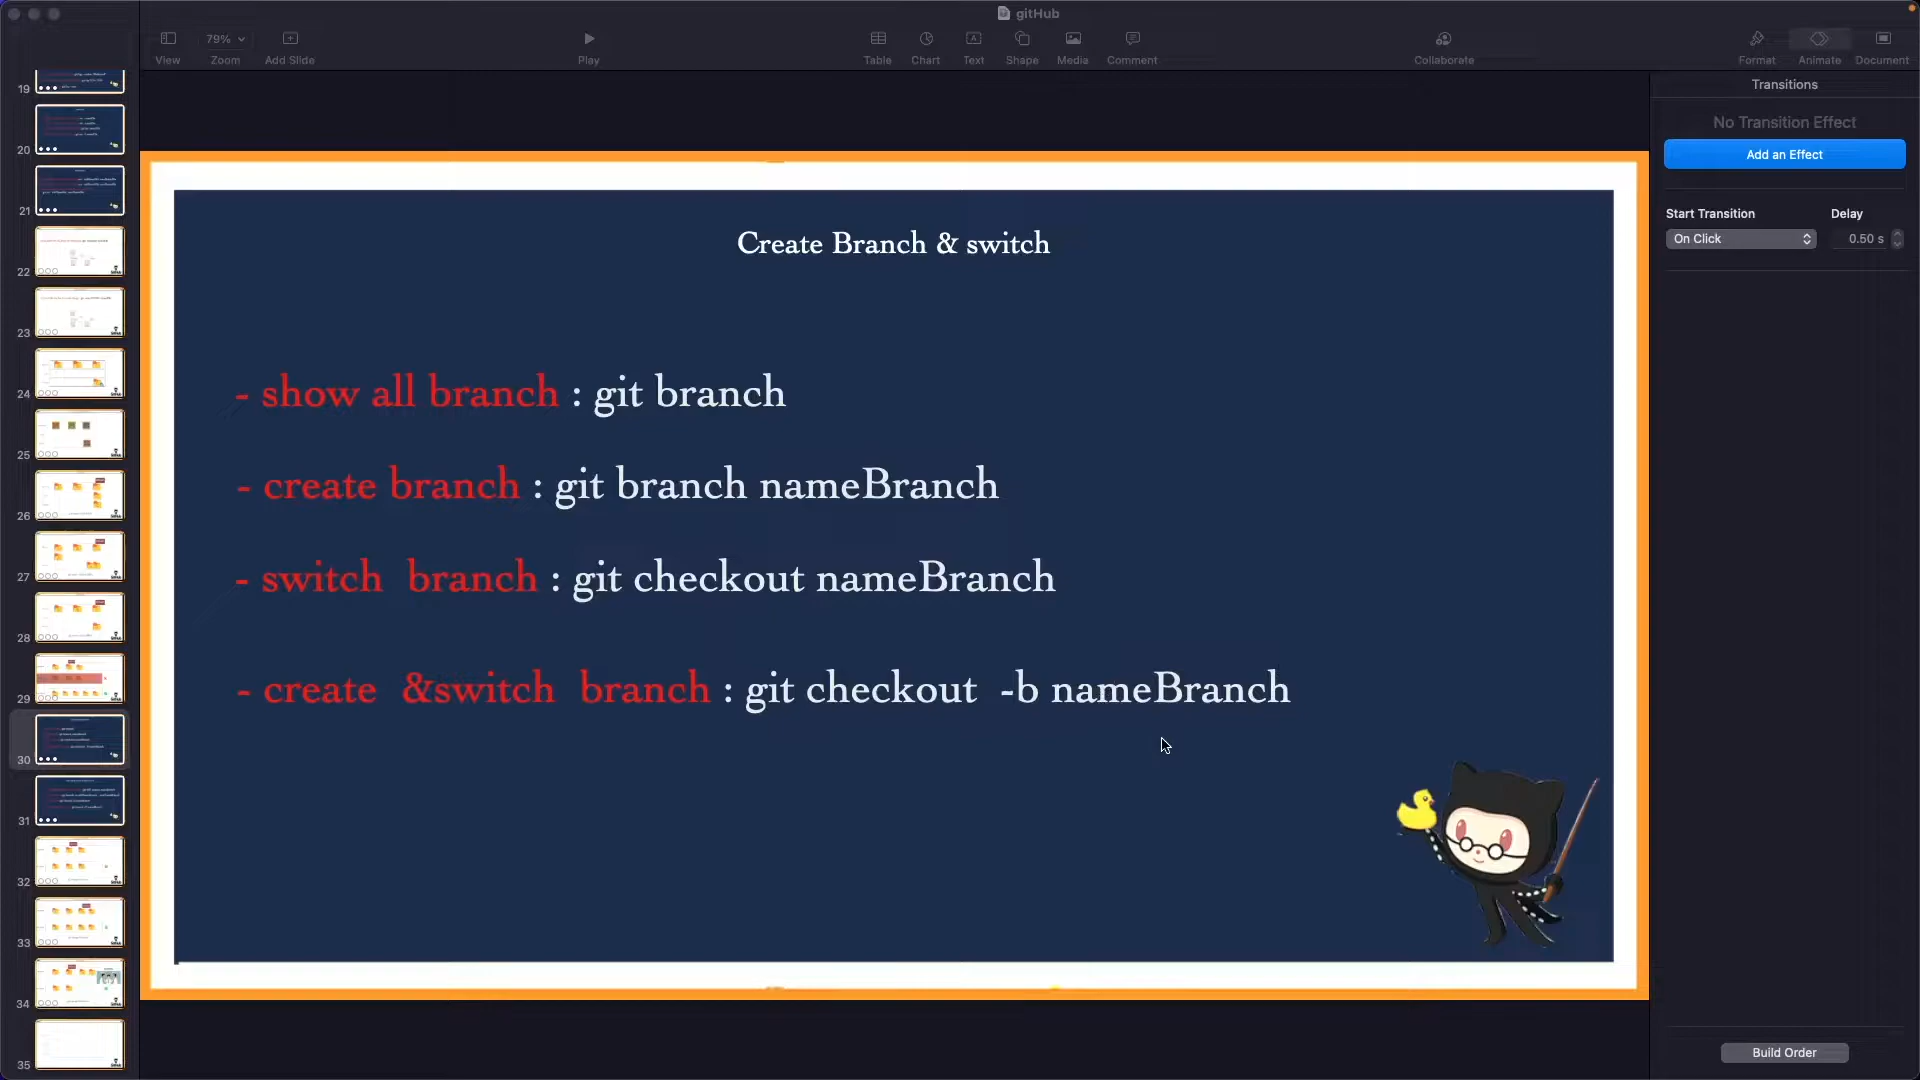 gitHub
79%
View
Zoom
Add Slide
Play
Table
Chart
Text
Shape
Media
Comment
Collaborate
Format
Animate
Document
Transitions
No Transition Effect
Add an Effect
Start Transition
Delay
On Click
0.50 s
19
20
21
22
23
24
25
26
27
28
29
30
31
32
33
34
35
Create Branch & switch
- show all branch : git branch
- create branch : git branch nameBranch
- switch  branch : git checkout nameBranch
- create  &switch  branch : git checkout  -b nameBranch
Build Order